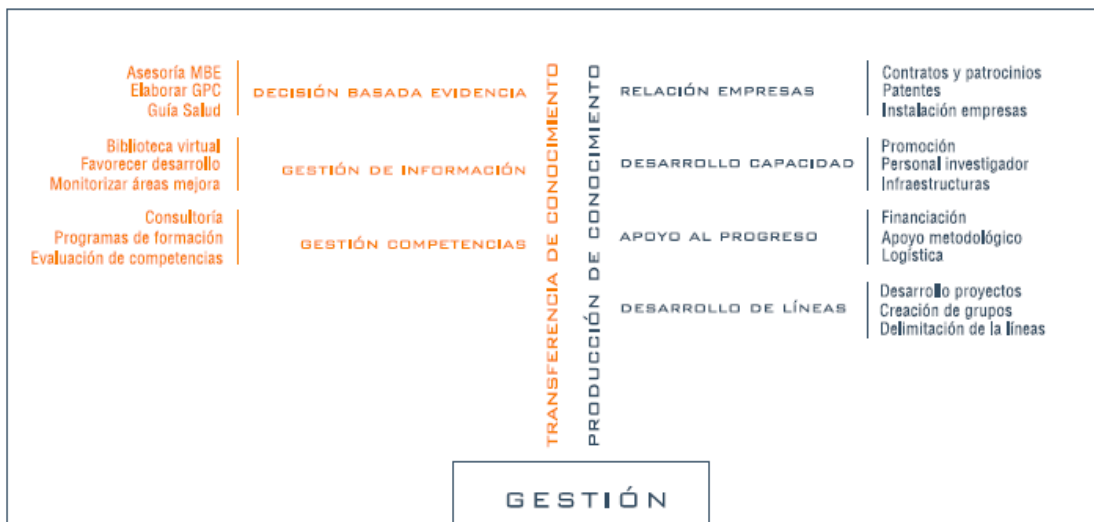 Asesoría MBE
Elaborar GPC
Guía Salud
DECISIÓN BASADA EVIDENCIA
Biblioteca virtual
Favorecer desarrollo
Monitorizar áreas mejora
GESTIÓN DE INFORMACIÓN
Consultoría
Programas de formación
Evaluación de competencias
GESTIÓN COMPETENCIAS
TRANSFERENCIA DE CONOCIMIENTO
PRODUCCIÓN DE CONOCIMIENTO
RELACIÓN EMPRESAS
Contratos y patrocinios
Patentes
Instalación empresas
DESARROLLO CAPACIDAD
Promoción
Personal investigador
Infraestructuras
APOYO AL PROGRESO
Financiación
Apoyo metodológico
Logística
DESARROLLO DE LÍNEAS
Desarrollo proyectos
Creación de grupos
Delimitación de la líneas
GESTIÓN